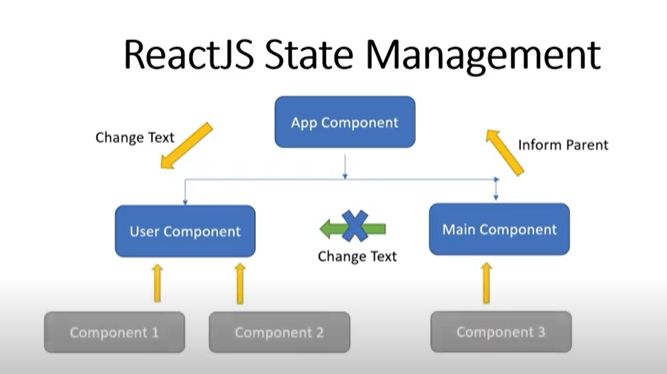 ReactJS State Management
App Component
Change Text
Inform Parent
User Component
Main Component
Change Text
Component 1
Component 2
Component 3